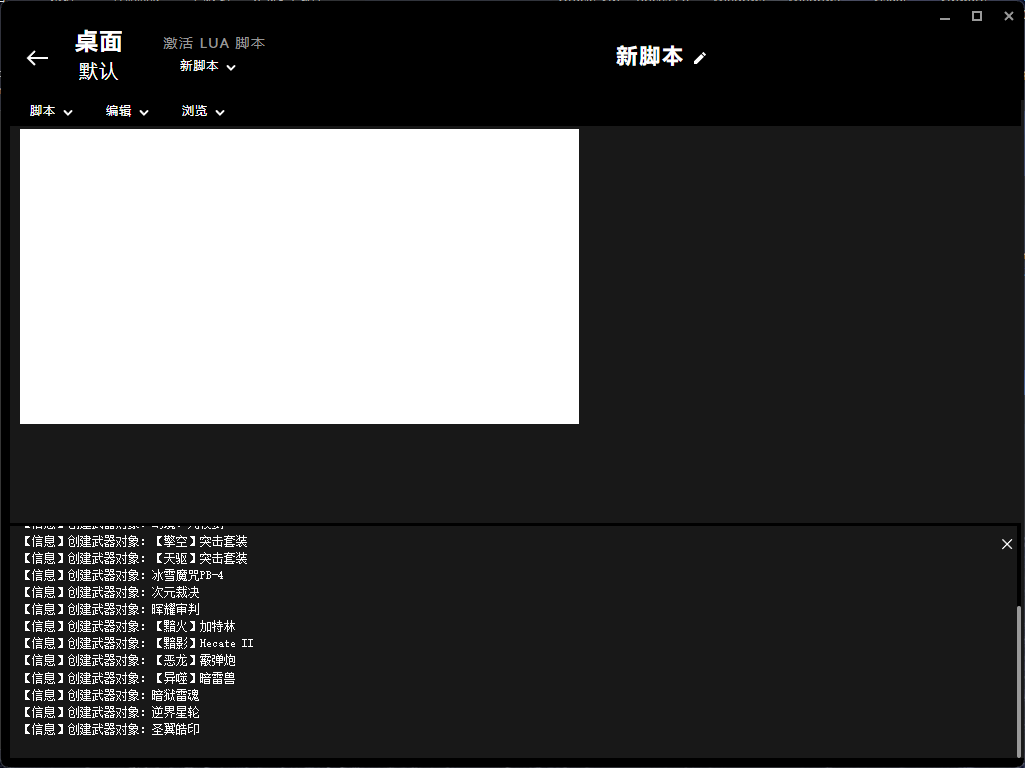 桌面
默认
激活 LUA 脚本
新脚本
新脚本
脚本
编辑
浏览
【信息】创建武器对象：
【信息】创建武器对象：【擎空】突击套装
【信息】创建武器对象：【天驱】突击套装
【信息】创建武器对象：冰雪魔咒PB-4
【信息】创建武器对象：次元裁决
【信息】创建武器对象：晖耀审判
【信息】创建武器对象：【黯火】加特林
【信息】创建武器对象：【黯影】Hecate II
【信息】创建武器对象：【恶龙】霰弹炮
【信息】创建武器对象：【异噬】暗雷兽
【信息】创建武器对象：暗狱雷魂
【信息】创建武器对象：逆界星轮
【信息】创建武器对象：圣翼皓印